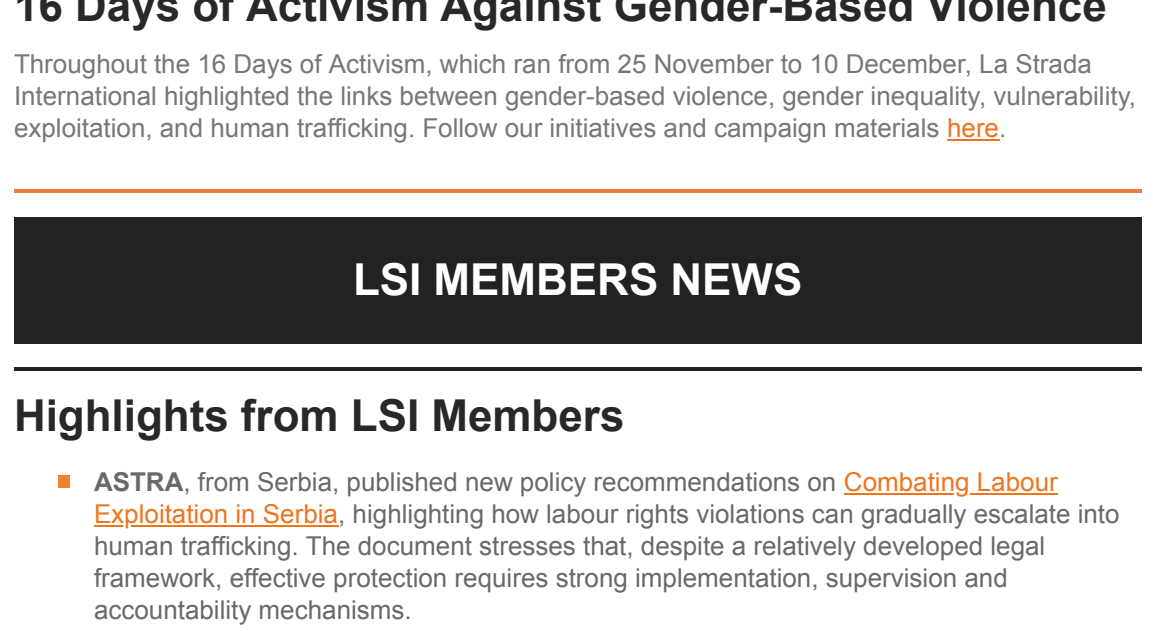 16 Days of Activism Against Gender-Based Violence
Throughout the 16 Days of Activism, which ran from 25 November to 10 December, La Strada
International highlighted the links between gender-based violence, gender inequality, vulnerability,
exploitation, and human trafficking. Follow our initiatives and campaign materials here.
LSI MEMBERS NEWS
Highlights from LSI Members
ASTRA, from Serbia, published new policy recommendations on Combating Labour
Exploitation in Serbia, highlighting how labour rights violations can gradually escalate into
human trafficking. The document stresses that, despite a relatively developed legal
framework, effective protection requires strong implementation, supervision and
accountability mechanisms.